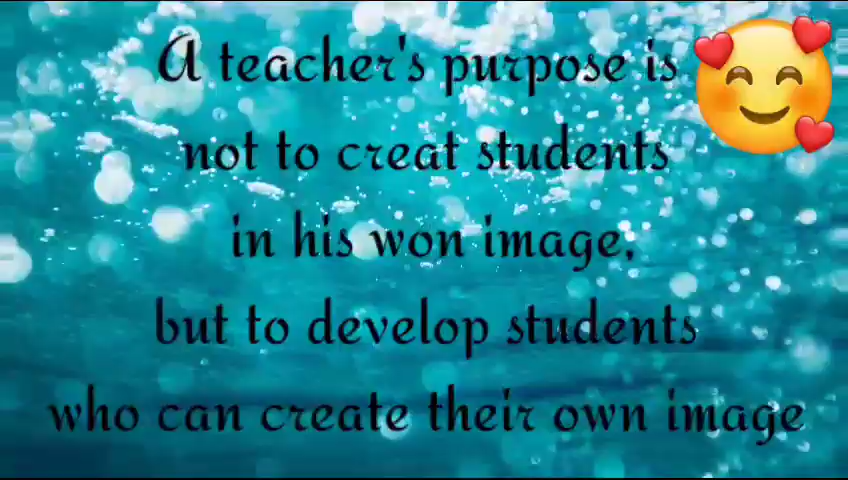 A teacher's purpose is
not to creat students
in his won image,
but to develop students
who can create their own image